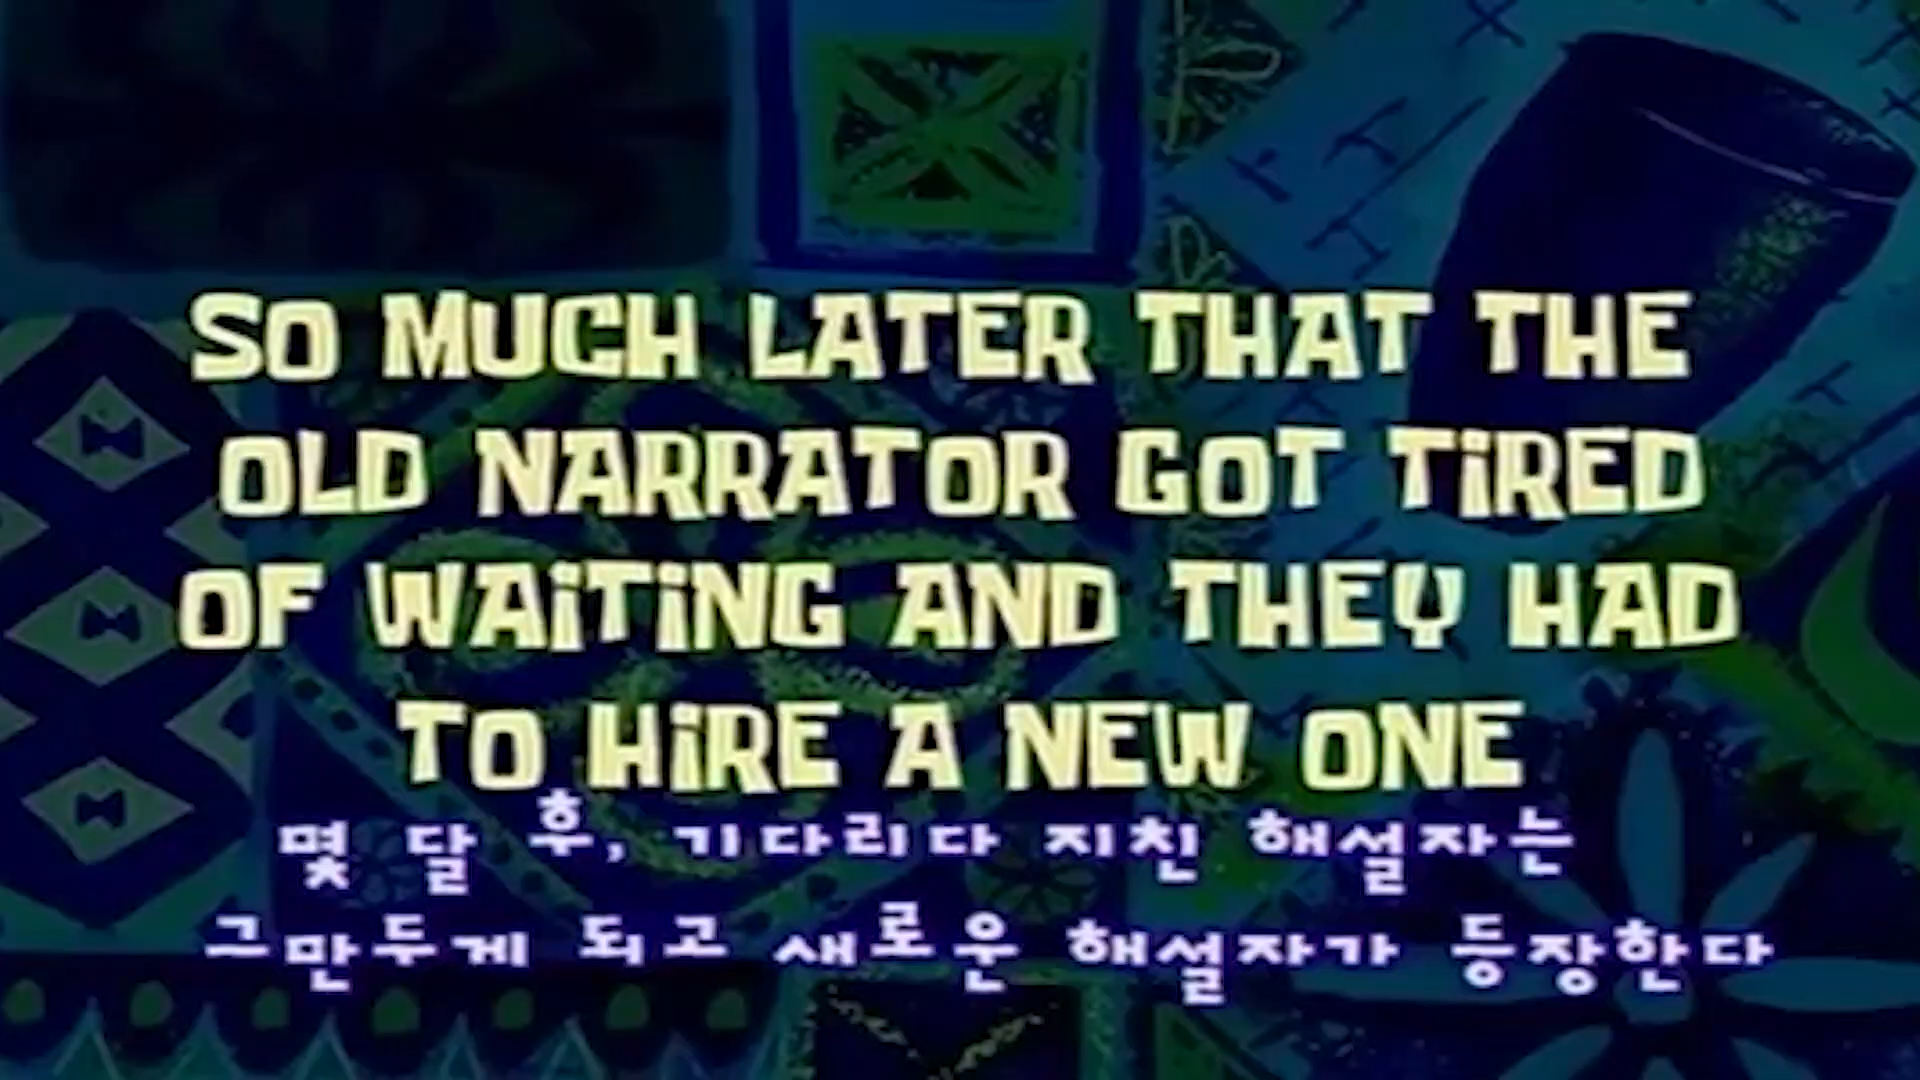 SO MUCH LATER THAT THE
OLD NARRATOR GOT TIRED
OF WAITING AND THEY HAD
TO HIRE A NEW ONE
몇 달 후, 기다리다 지친 해설자는
그만두게 되고 새로운 해설자가 등장한다